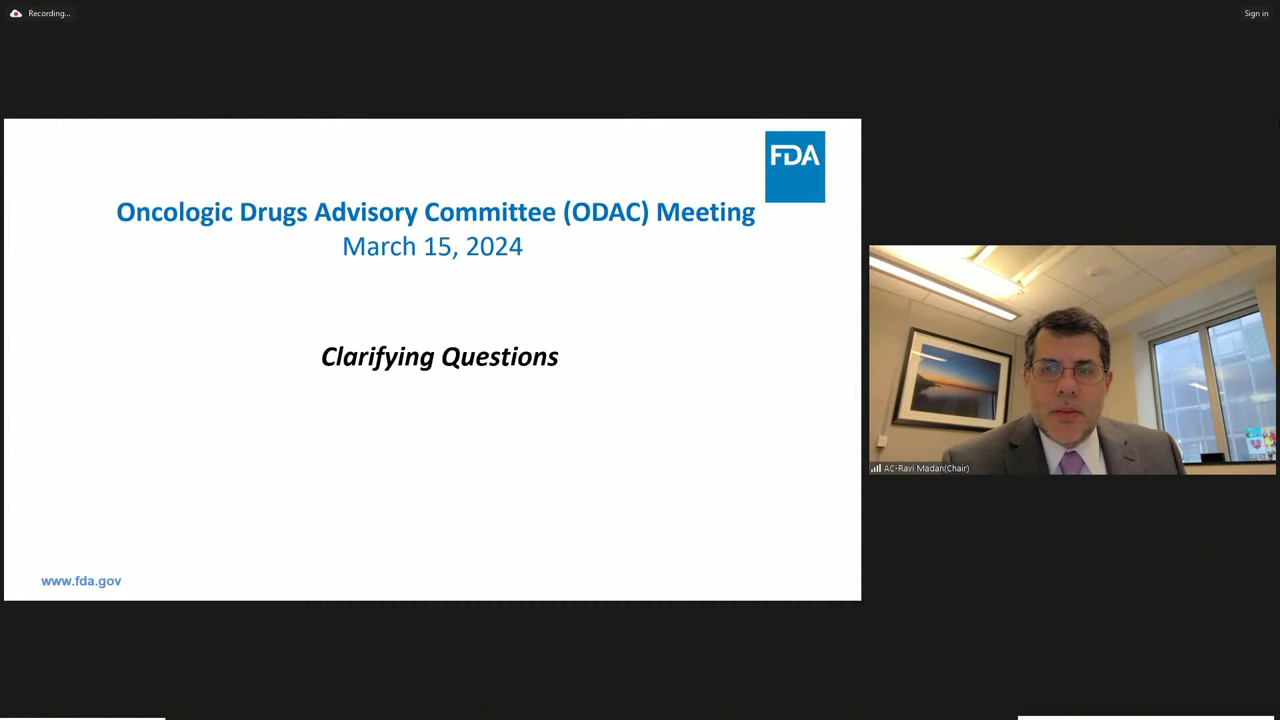 Recording...
Sign in
FDA
Oncologic Drugs Advisory Committee (ODAC) Meeting
March 15, 2024
Clarifying Questions
AC-Ravi Madan(Chair)
www.fda.gov